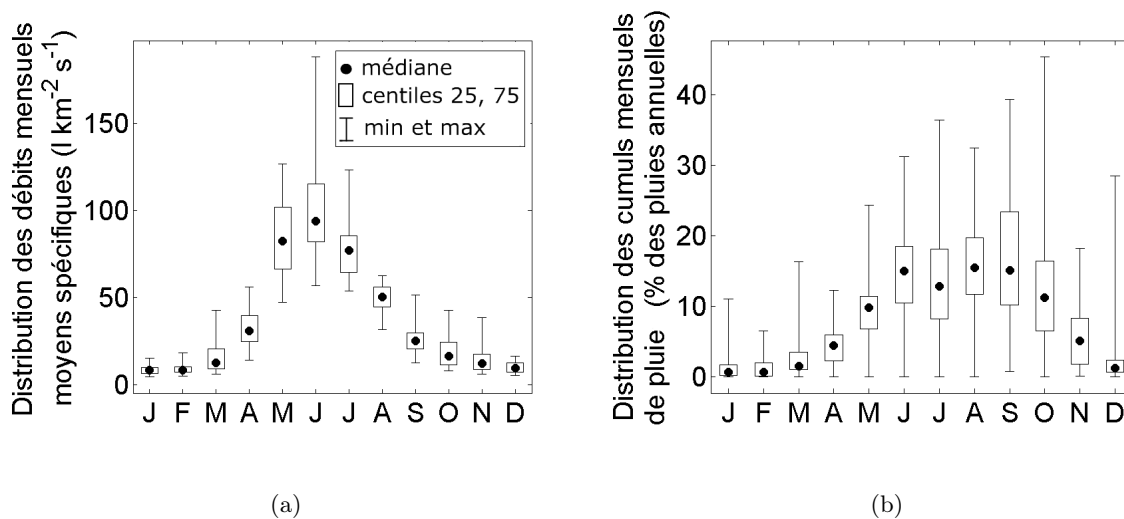 Distribution des débits mensuels
moyens spécifiques (l km-2 s-1)
150
100
50
0
médiane
centiles 25, 75
min et max
J F M A M J J A S O N D
(a)
Distribution des cumuls mensuels
de pluie (% des pluies annuelles)
40
30
20
10
0
J F M A M J J A S O N D
(b)